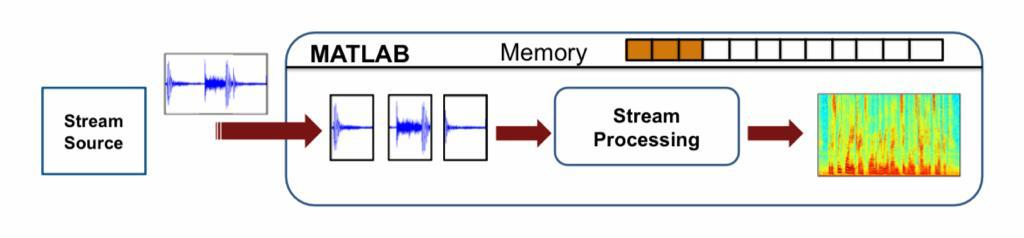 MATLAB
Memory
Stream
Source
Stream
Processing